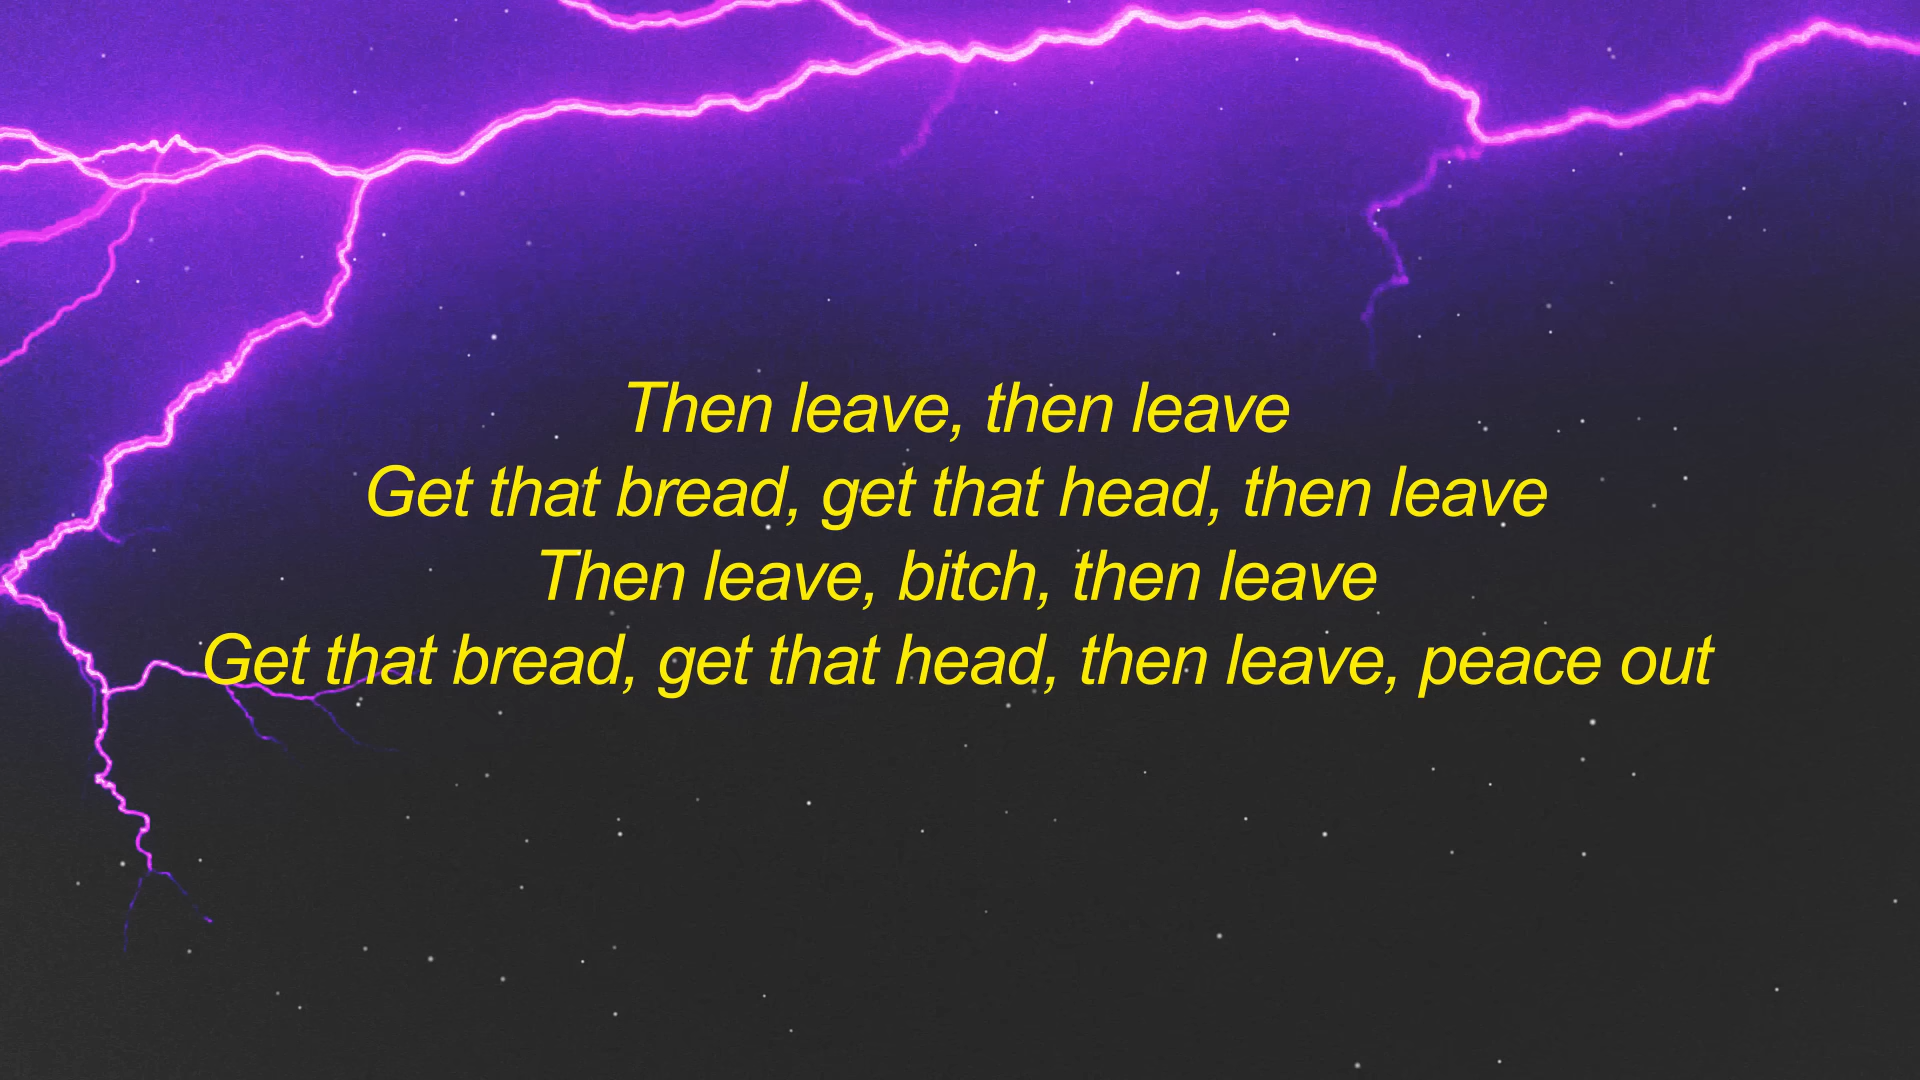 Then leave, then leave
Get that bread, get that head, then leave
Then leave, bitch, then leave
Get that bread, get that head, then leave, peace out